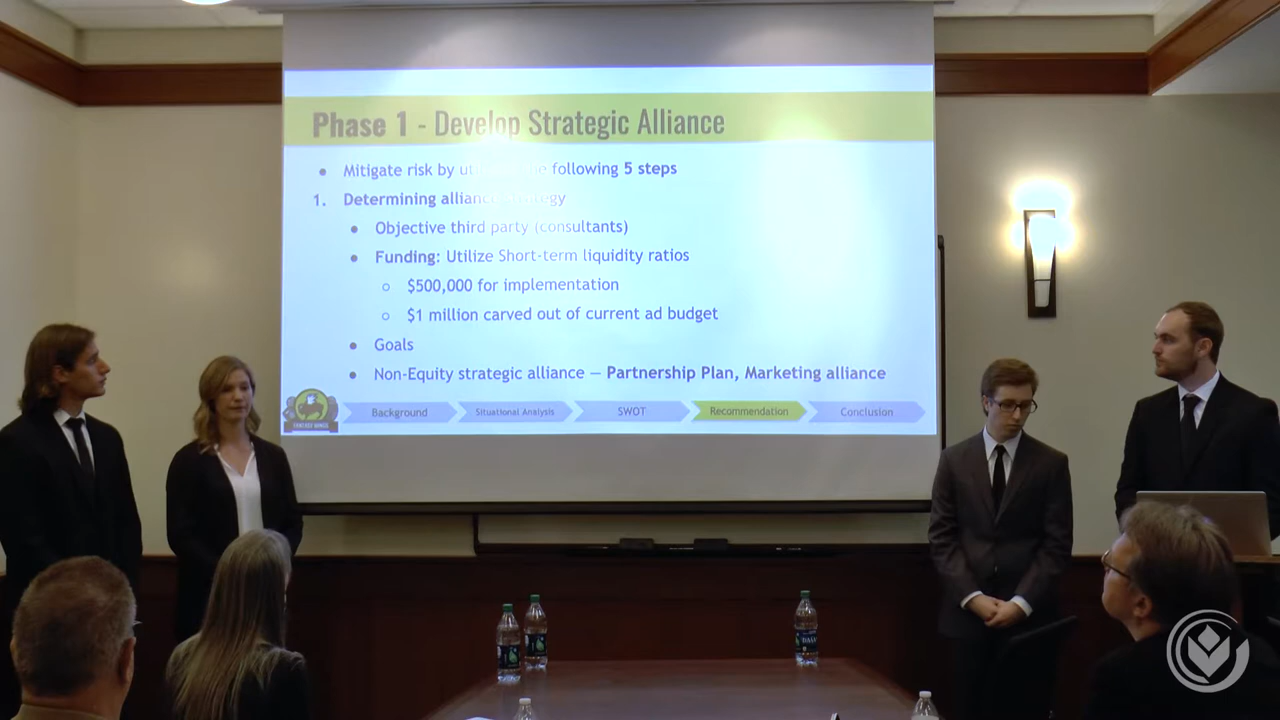 Phase 1 - Develop Strategic Alliance
● Mitigate risk by following 5 steps
1. Determining alliance strategy
● Objective third party (consultants)
● Funding: Utilize Short-term liquidity ratios
○ $500,000 for implementation
○ $1 million carved out of current ad budget
● Goals
● Non-Equity strategic alliance – Partnership Plan, Marketing alliance
Background
Situational Analysis
SWOT
Recommendation
Conclusion